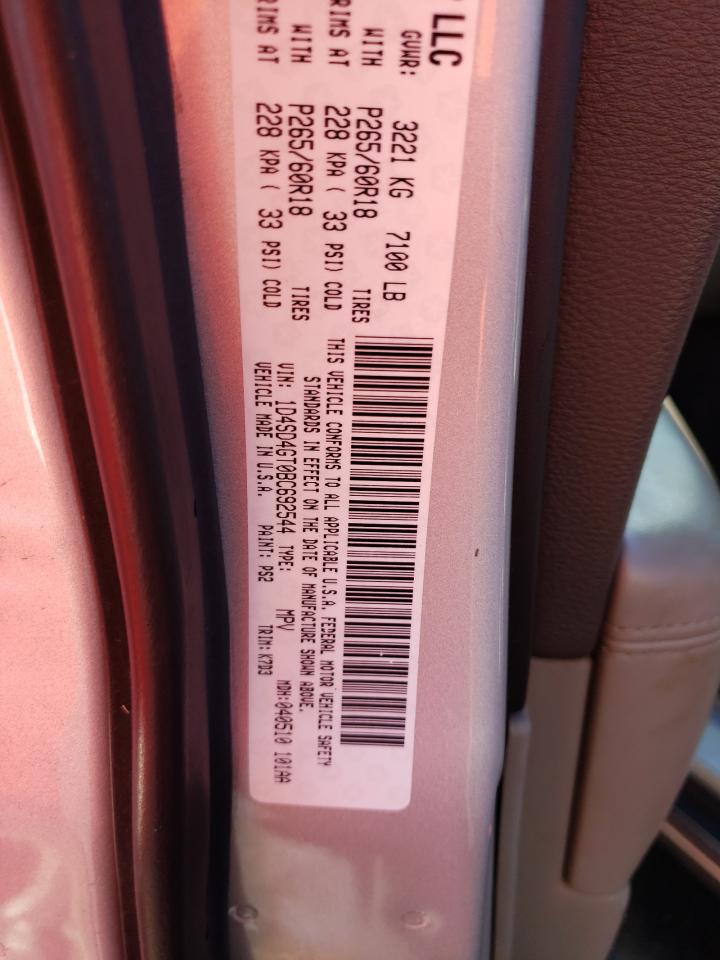 LLC
GVWR: 3221 KG 7100 LB
WITH P265/60R18 TIRES
RIMS AT 228 KPA ( 33 PSI) COLD
WITH P265/60R18 TIRES
RIMS AT 228 KPA ( 33 PSI) COLD
THIS VEHICLE CONFORMS TO ALL APPLICABLE U.S.A. FEDERAL MOTOR VEHICLE SAFETY
STANDARDS IN EFFECT ON THE DATE OF MANUFACTURE SHOWN ABOVE.
VIN: 1D4SD4GT0BC692544 TYPE: MPV MDH:040510 101AA
VEHICLE MADE IN U.S.A. PAINT: PS2 TRIM: K7D3